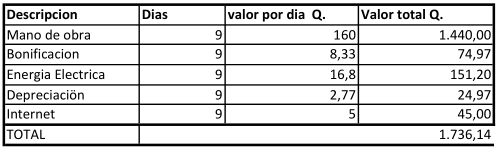 Descripcion Dias valor por dia Q. Valor total Q.
Mano de obra 9 160 1.440,00
Bonificacion 9 8,33 74,97
Energia Electrica 9 16,8 151,20
Depreciaciön 9 2,77 24,97
Internet 9 5 45,00
TOTAL 1.736,14